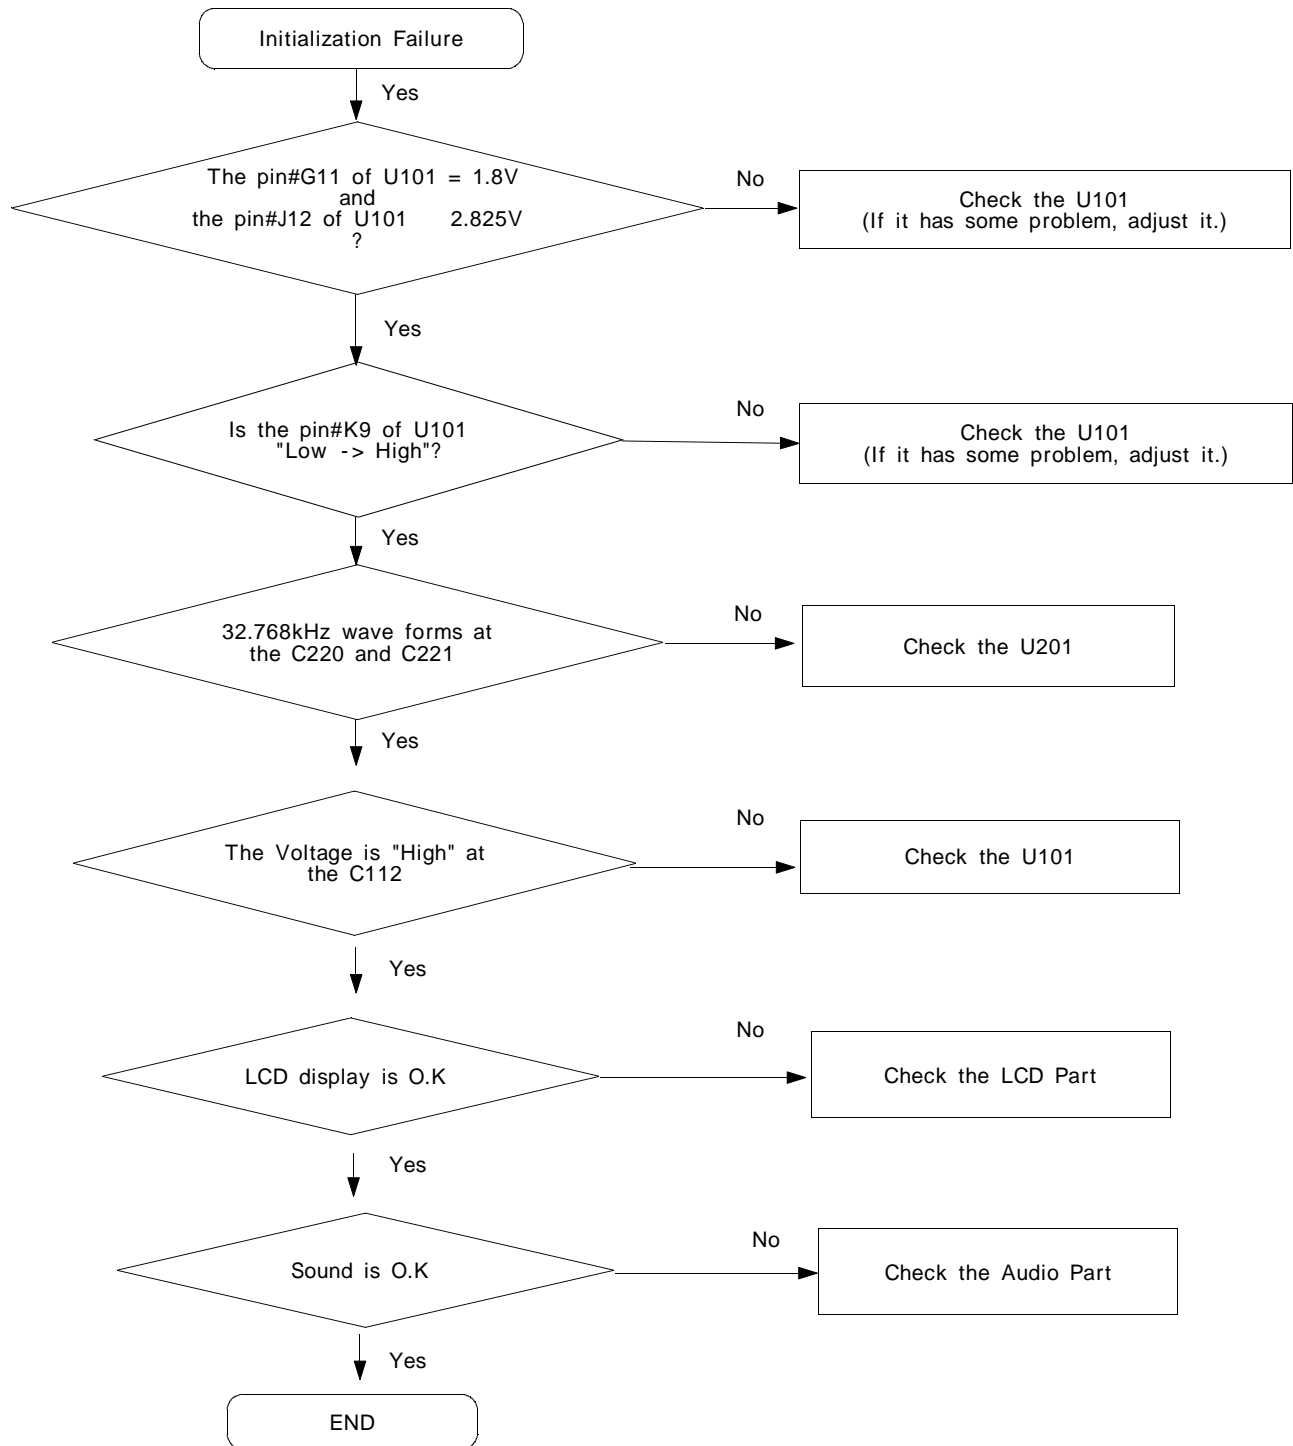 Initialization Failure
Yes
The pin#G11 of U101 = 1.8V
and
the pin#J12 of U101 2.825V
?
No
Check the U101
(If it has some problem, adjust it.)
Yes
Is the pin#K9 of U101
"Low -> High"?
No
Check the U101
(If it has some problem, adjust it.)
Yes
32.768kHz wave forms at
the C220 and C221
No
Check the U201
Yes
The Voltage is "High" at
the C112
No
Check the U101
Yes
LCD display is O.K
No
Check the LCD Part
Yes
Sound is O.K
No
Check the Audio Part
Yes
END